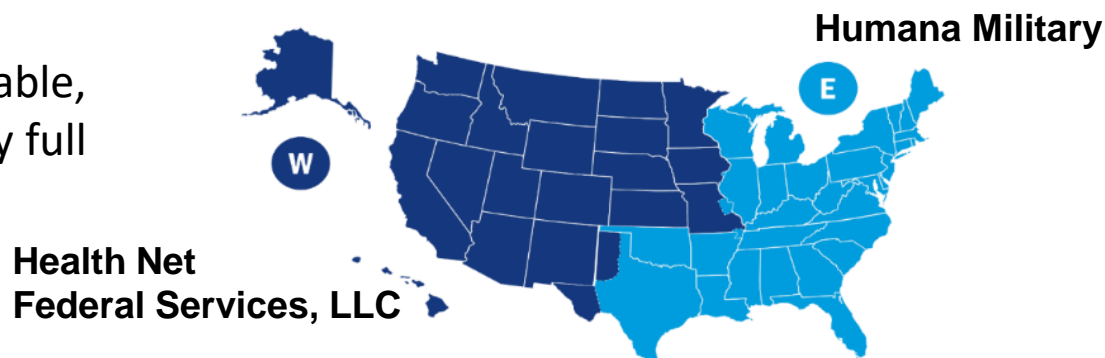 Humana Military
able,
y full
E
W
Health Net
Federal Services, LLC